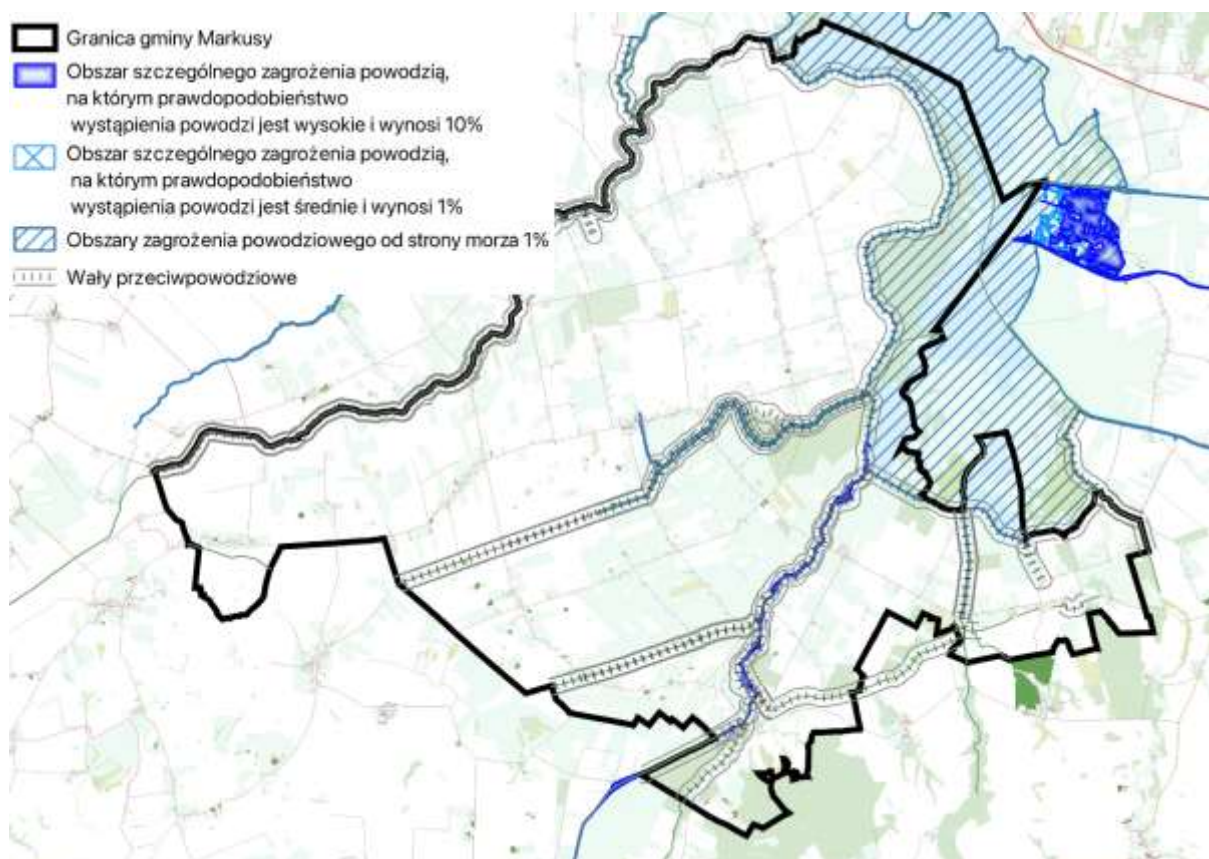 Granica gminy Markusy
Obszar szczególnego zagrożenia powodzią,
na którym prawdopodobieństwo
wystąpienia powodzi jest wysokie i wynosi 10%
Obszar szczególnego zagrożenia powodzią,
na którym prawdopodobieństwo
wystąpienia powodzi jest średnie i wynosi 1%
Obszary zagrożenia powodziowego od strony morza 1%
Wały przeciwpowodziowe